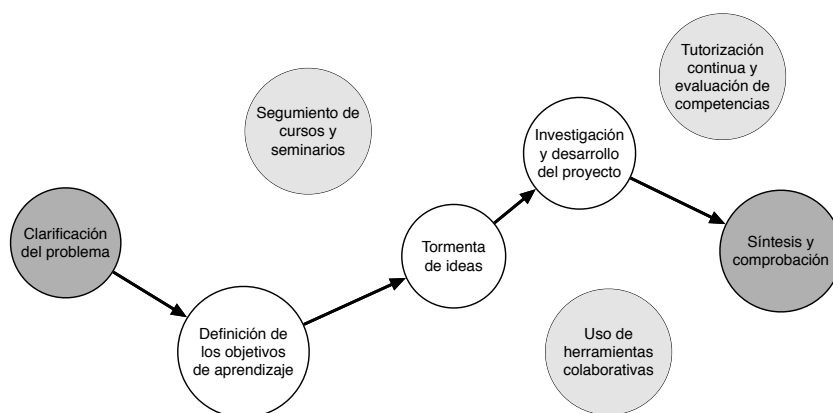 Clarificación
del problema
Definición de
los objetivos
de aprendizaje
Segumiento de
cursos y
seminarios
Tormenta
de ideas
Investigación
y desarrollo
del proyecto
Uso de
herramientas
colaborativas
Tutorización
continua y
evaluación de
competencias
Síntesis y
comprobación